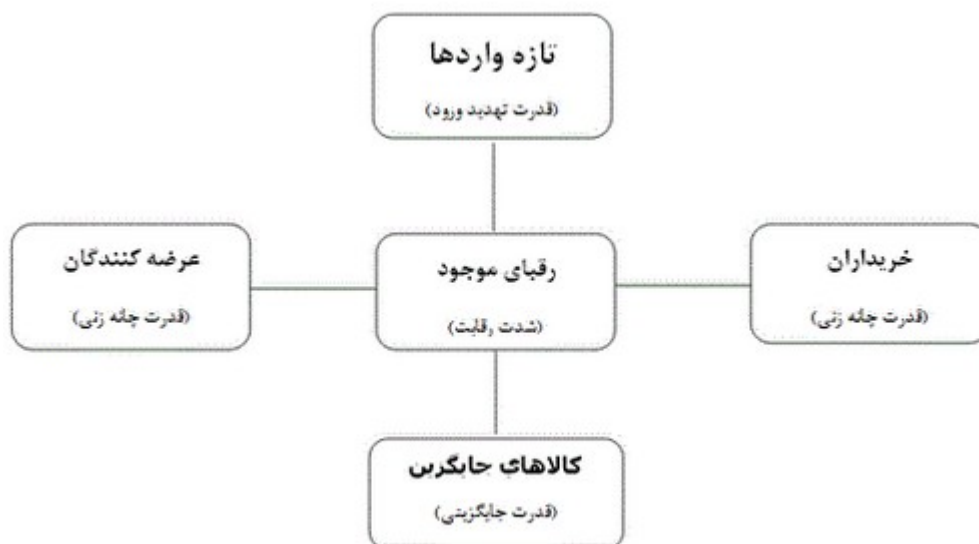 تازه واردها
(قدرت تهدید ورود)
خریداران
(قدرت چانه زنی)
رقبای موجود
(شدت رقابت)
عرضه کنندگان
(قدرت چانه زنی)
کالاهای جایگزین
(قدرت جایگزینی)